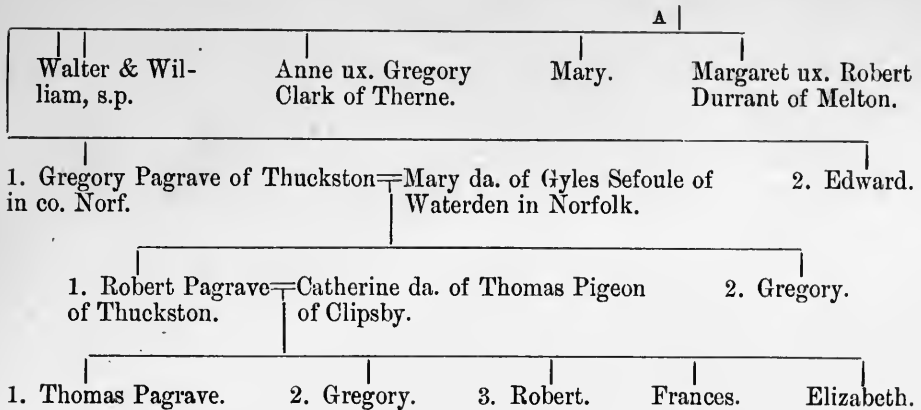 A
Walter & Wil-
liam, s.p.
Anne ux. Gregory
Clark of Therne.
Mary.
Margaret ux. Robert
Durrant of Melton.
1. Gregory Pagrave of Thuckston
in co. Norf.
Mary da. of Gyles Sefoule of
Waterden in Norfolk.
2. Edward.
1. Robert Pagrave
of Thuckston.
Catherine da. of Thomas Pigeon
of Clipsby.
2. Gregory.
1. Thomas Pagrave.
2. Gregory.
3. Robert.
Frances.
Elizabeth.